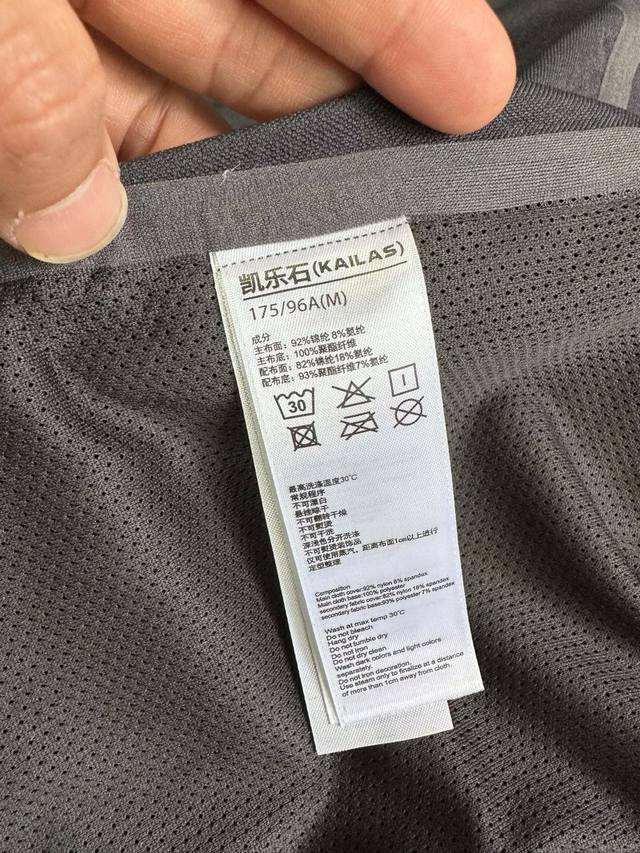 凯乐石(KAILAS)
175/96A(M)
成分
主布面: 92%锦纶 8%氨纶
主布底: 100%聚酯纤维
配布面: 82%锦纶18%氨纶
配布底: 93%聚酯纤维7%氨纶
30
最高洗涤温度30℃
常规程序
不可漂白
悬挂晾干
不可翻转干燥
不可熨烫
不可干洗
深浅色分开洗涤
不可熨烫装饰品
仅可使用蒸汽，距离布面1cm以上进行
定型整理
Composition
Main cloth cover:92% nylon 8% spandex
Main cloth base:100% polyester
secondary fabric cover:82% nylon 18% spandex
secondary fabric base:93% polyester 7% spandex
Wash at max temp 30℃
Do not bleach
Hang dry
Do not tumble dry
Do not iron
Do not dry clean
Wash dark colors and light colors
separately.
Do not iron decoration.
Use steam only to finalize at a distance
of more than 1cm away from cloth.